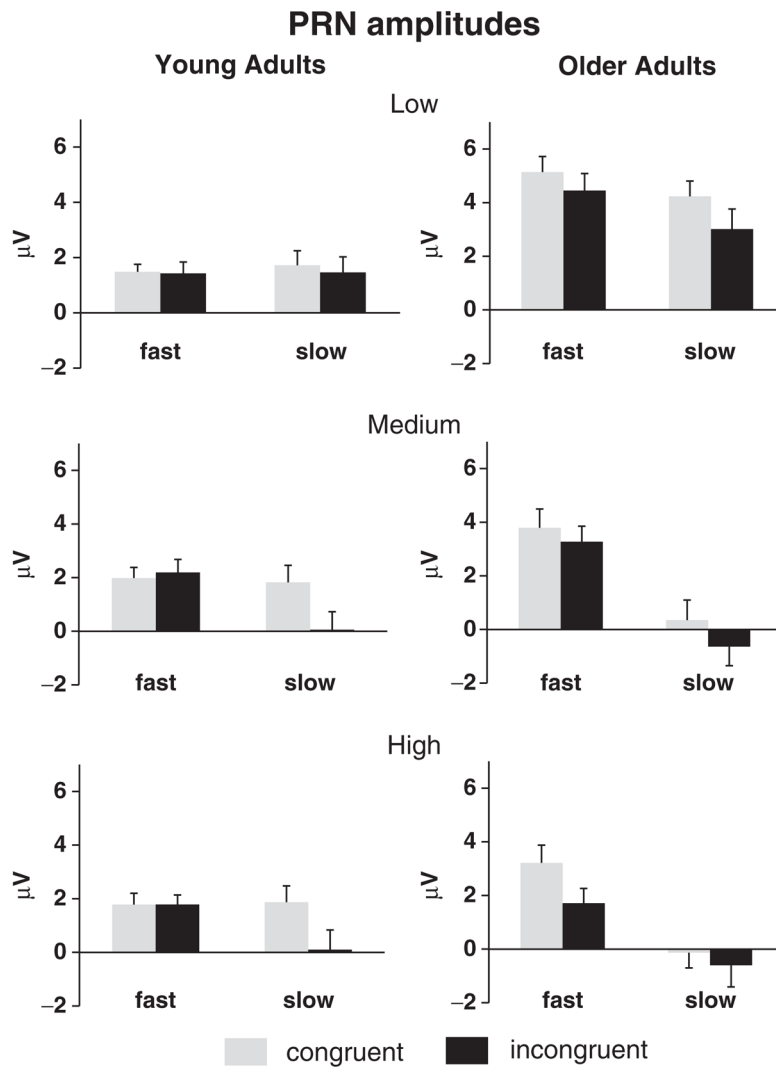 PRN amplitudes
Young Adults
Older Adults
Low
6
4
2
0
−2
µV
fast
slow
6
4
2
0
−2
µV
fast
slow
Medium
6
4
2
0
−2
µV
fast
slow
6
4
2
0
−2
µV
fast
slow
High
6
4
2
0
−2
µV
fast
slow
6
4
2
0
−2
µV
fast
slow
congruent
incongruent